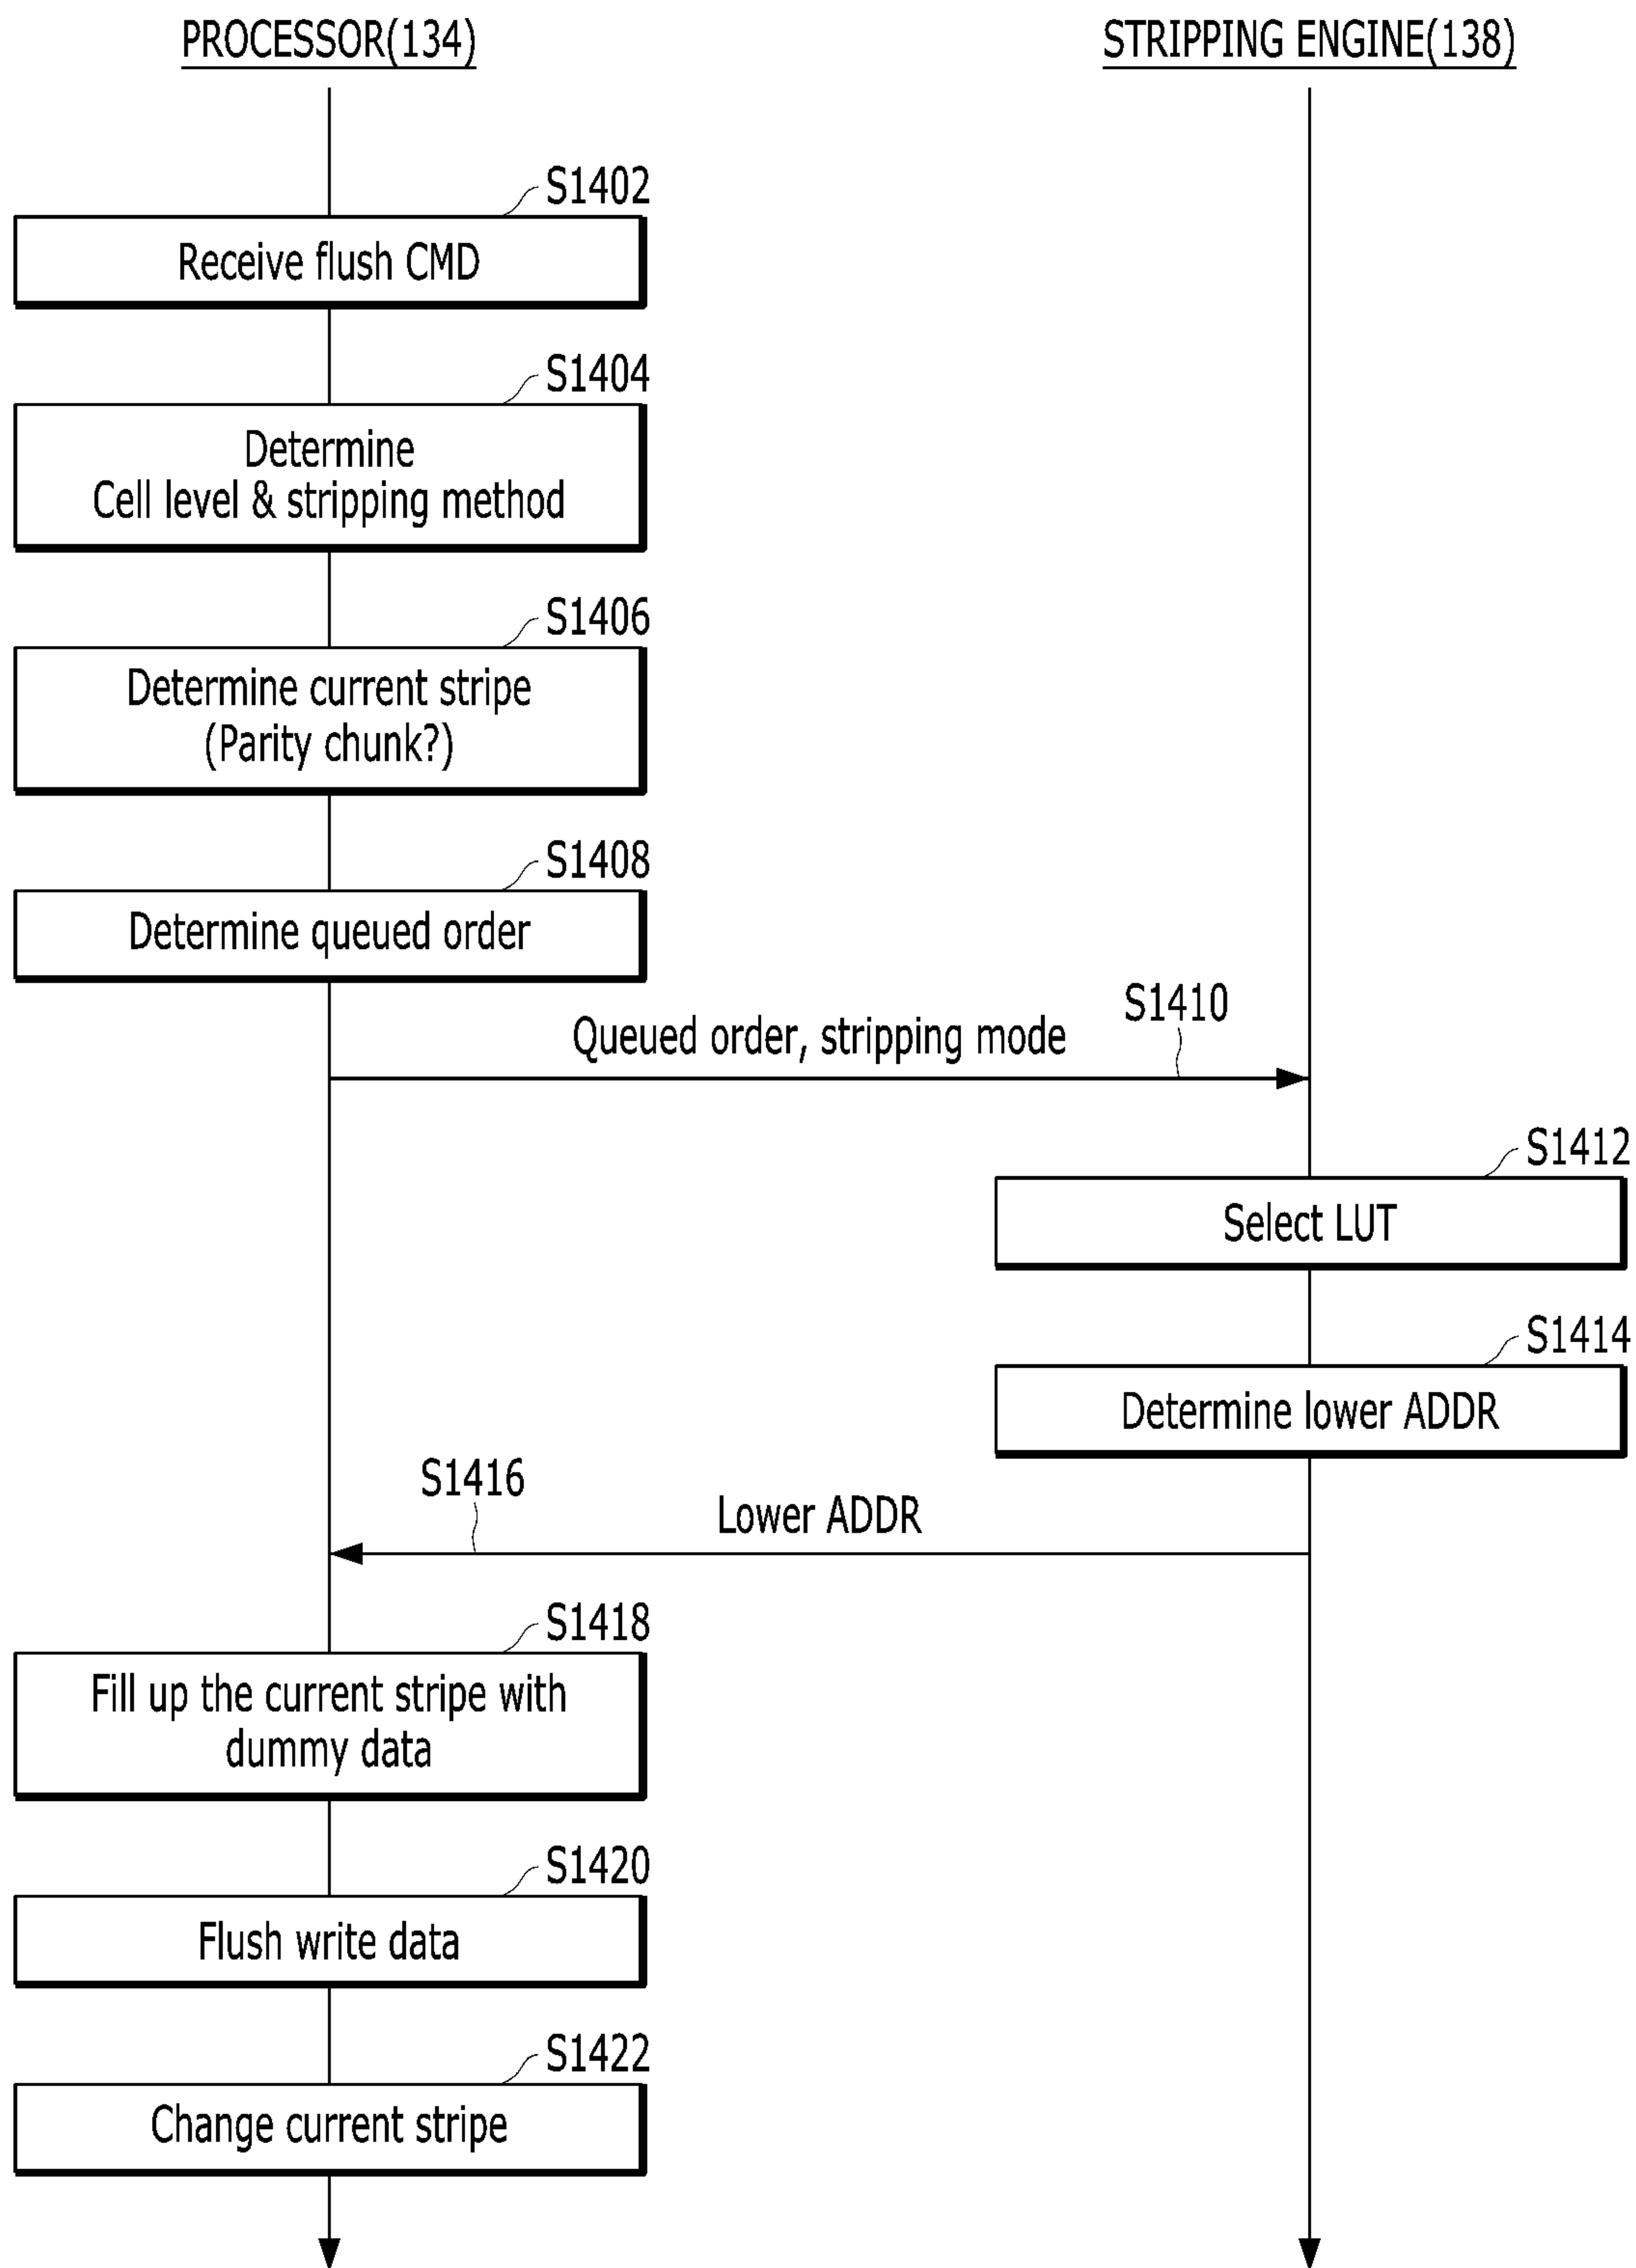 PROCESSOR(134)
STRIPPING ENGINE(138)
S1402
Receive flush CMD
S1404
Determine
Cell level & stripping method
S1406
Determine current stripe
(Parity chunk?)
S1408
Determine queued order
S1410
Queued order, stripping mode
S1412
Select LUT
S1414
Determine lower ADDR
S1416
Lower ADDR
S1418
Fill up the current stripe with
dummy data
S1420
Flush write data
S1422
Change current stripe